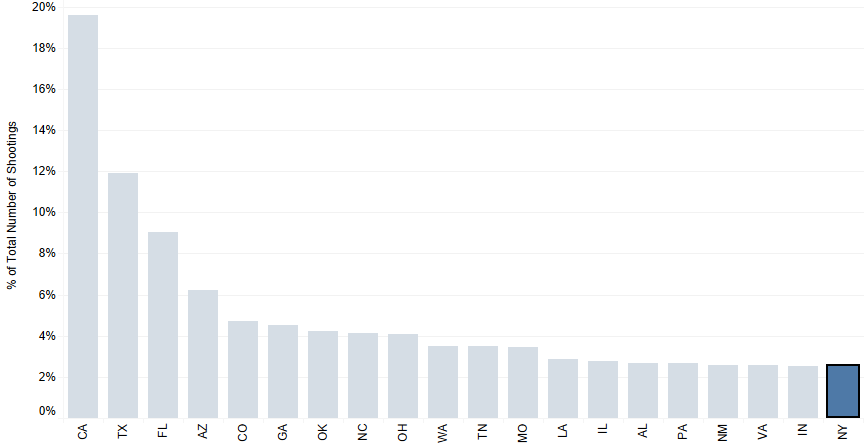 % of Total Number of Shootings
20%
18%
16%
14%
12%
10%
8%
6%
4%
2%
0%
CA
TX
FL
AZ
CO
GA
OK
NC
OH
WA
TN
MO
LA
IL
AL
PA
NM
VA
IN
NY